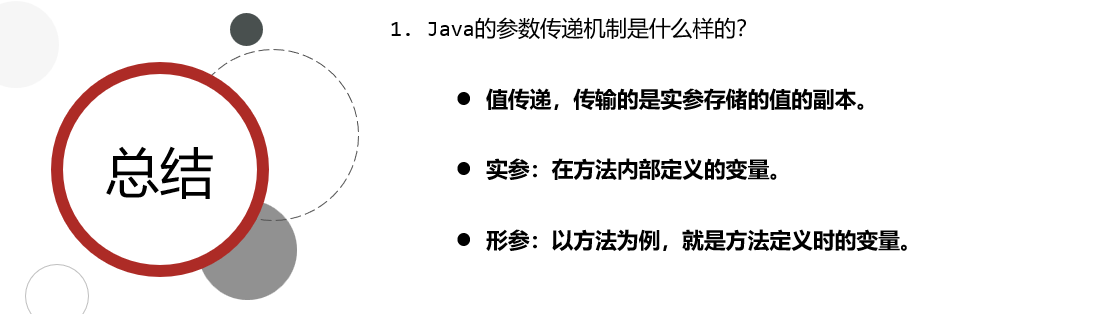 总结
1. Java的参数传递机制是什么样的？
● 值传递，传输的是实参存储的值的副本。
● 实参：在方法内部定义的变量。
● 形参：以方法为例，就是方法定义时的变量。